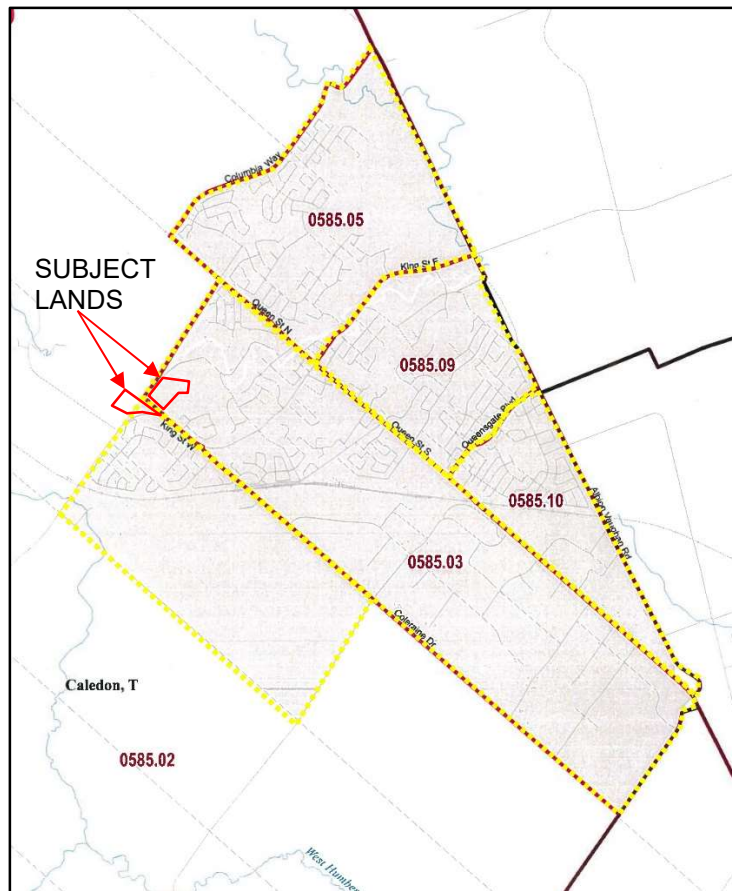 Columbia Way
0585.05
SUBJECT
LANDS
King St E
Queen St N
0585.09
King St W
Queen St S
Queensgate Blvd
0585.10
Albion Vaughan Rd
0585.03
Coleraine Dr
Caledon, T
0585.02
West Humber